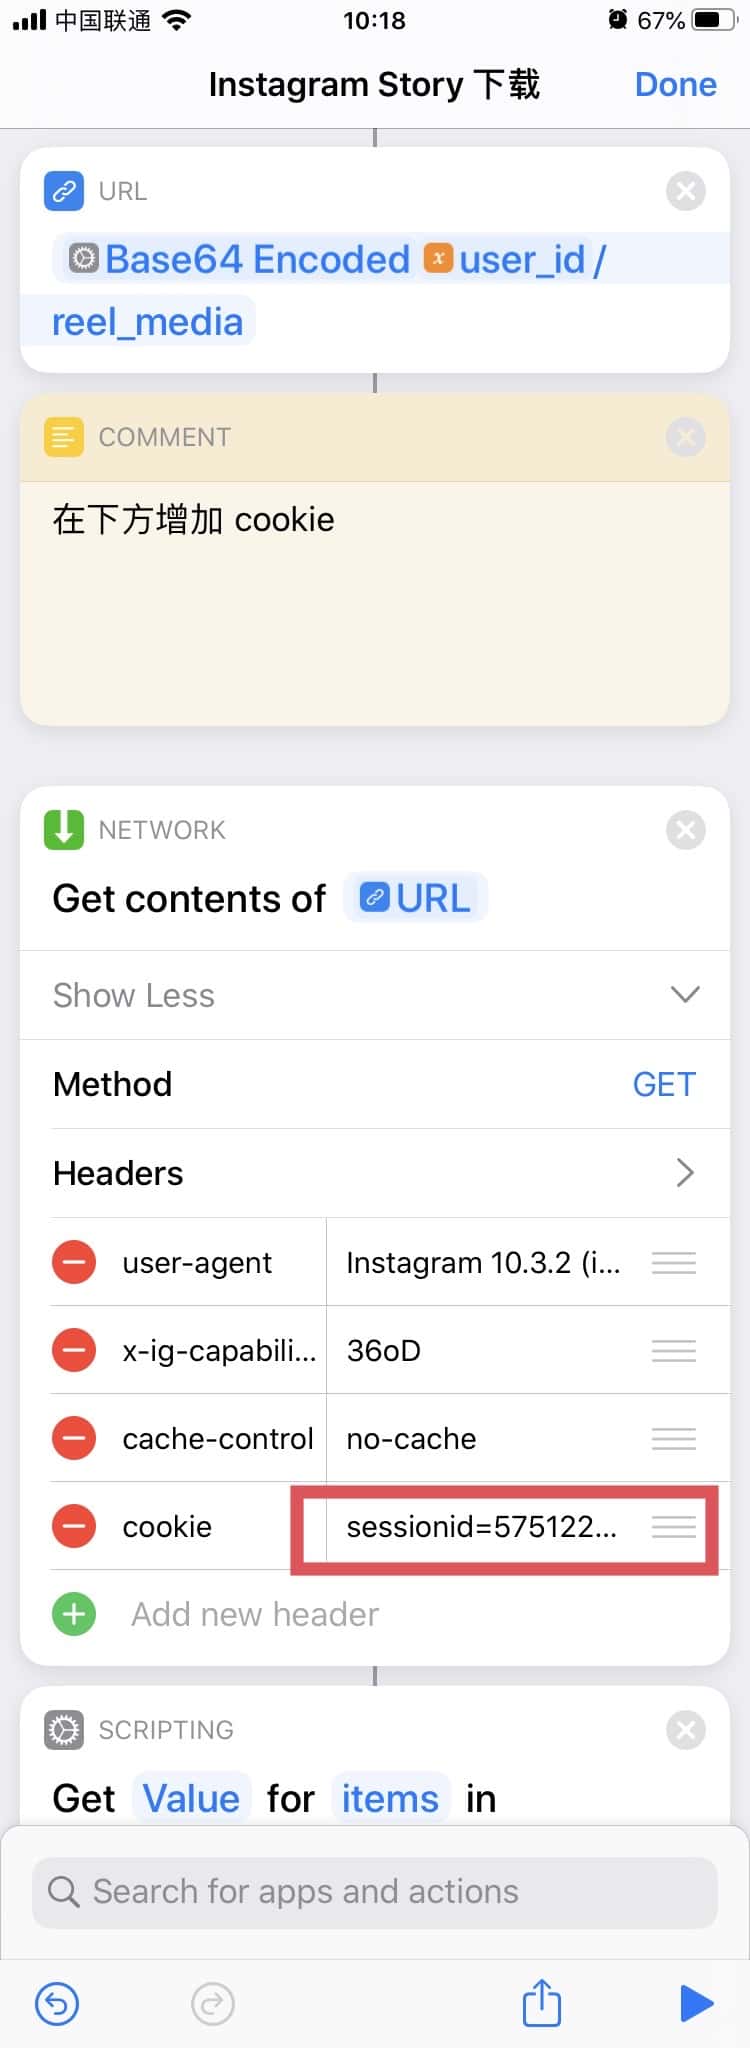 中国联通 10:18 67%
Instagram Story 下载 Done
URL
Base64 Encoded x user_id/
reel_media
COMMENT
在下方增加 cookie
NETWORK
Get contents of URL
Show Less
Method GET
Headers
user-agent Instagram 10.3.2 (i...
x-ig-capabili... 36oD
cache-control no-cache
cookie sessionid=575122...
Add new header
SCRIPTING
Get Value for items in
Search for apps and actions